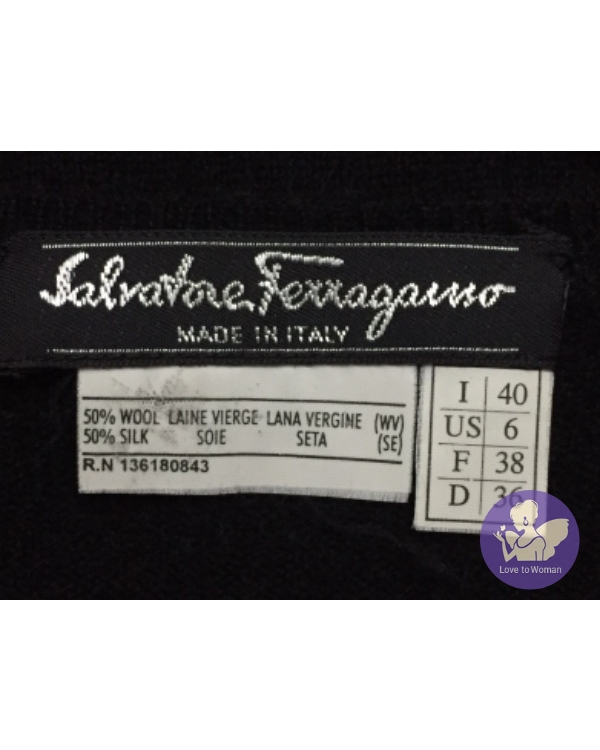 Salvatore Ferragamo
MADE IN ITALY
50% WOOL LAINE VIERGE LANA VERGINE (WV)
50% SILK SOIE SETA (SE)
R.N 136180843
I 40
US 6
F 38
D 36
Love to Woman